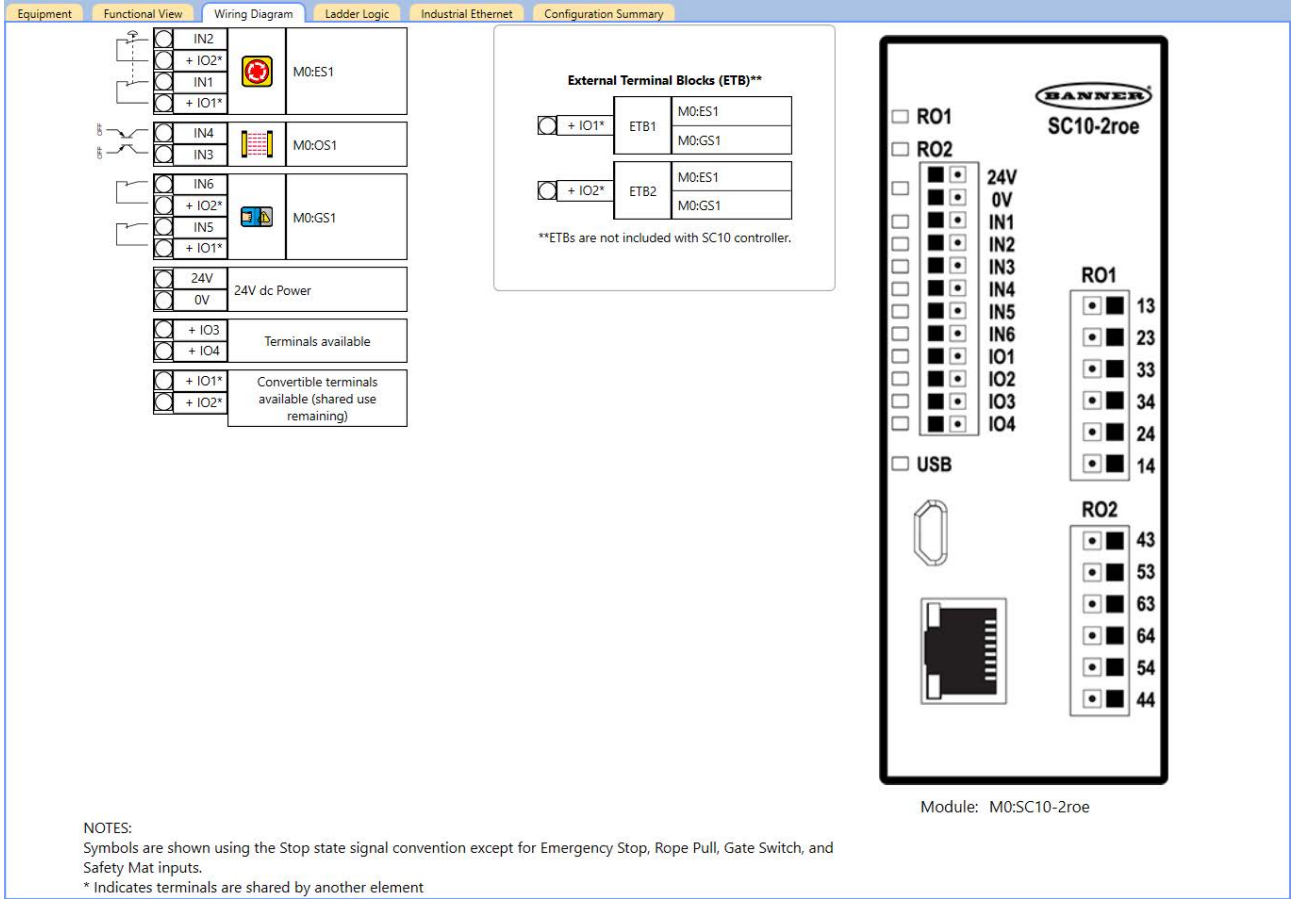 Equipment
Functional View
Wiring Diagram
Ladder Logic
Industrial Ethernet
Configuration Summary
IN2
+ IO2*
IN1
+ IO1*
M0:ES1
OFF
OFF
IN4
IN3
M0:OS1
IN6
+ IO2*
IN5
+ IO1*
M0:GS1
24V
0V
24V dc Power
+ IO3
+ IO4
Terminals available
+ IO1*
+ IO2*
Convertible terminals
available (shared use
remaining)
External Terminal Blocks (ETB)**
+ IO1*
ETB1
M0:ES1
M0:GS1
+ IO2*
ETB2
M0:ES1
M0:GS1
**ETBs are not included with SC10 controller.
BANNER
SC10-2roe
RO1
RO2
24V
0V
IN1
IN2
IN3
IN4
IN5
IN6
IO1
IO2
IO3
IO4
USB
RO1
13
23
33
34
24
14
RO2
43
53
63
64
54
44
Module: M0:SC10-2roe
NOTES:
Symbols are shown using the Stop state signal convention except for Emergency Stop, Rope Pull, Gate Switch, and
Safety Mat inputs.
* Indicates terminals are shared by another element